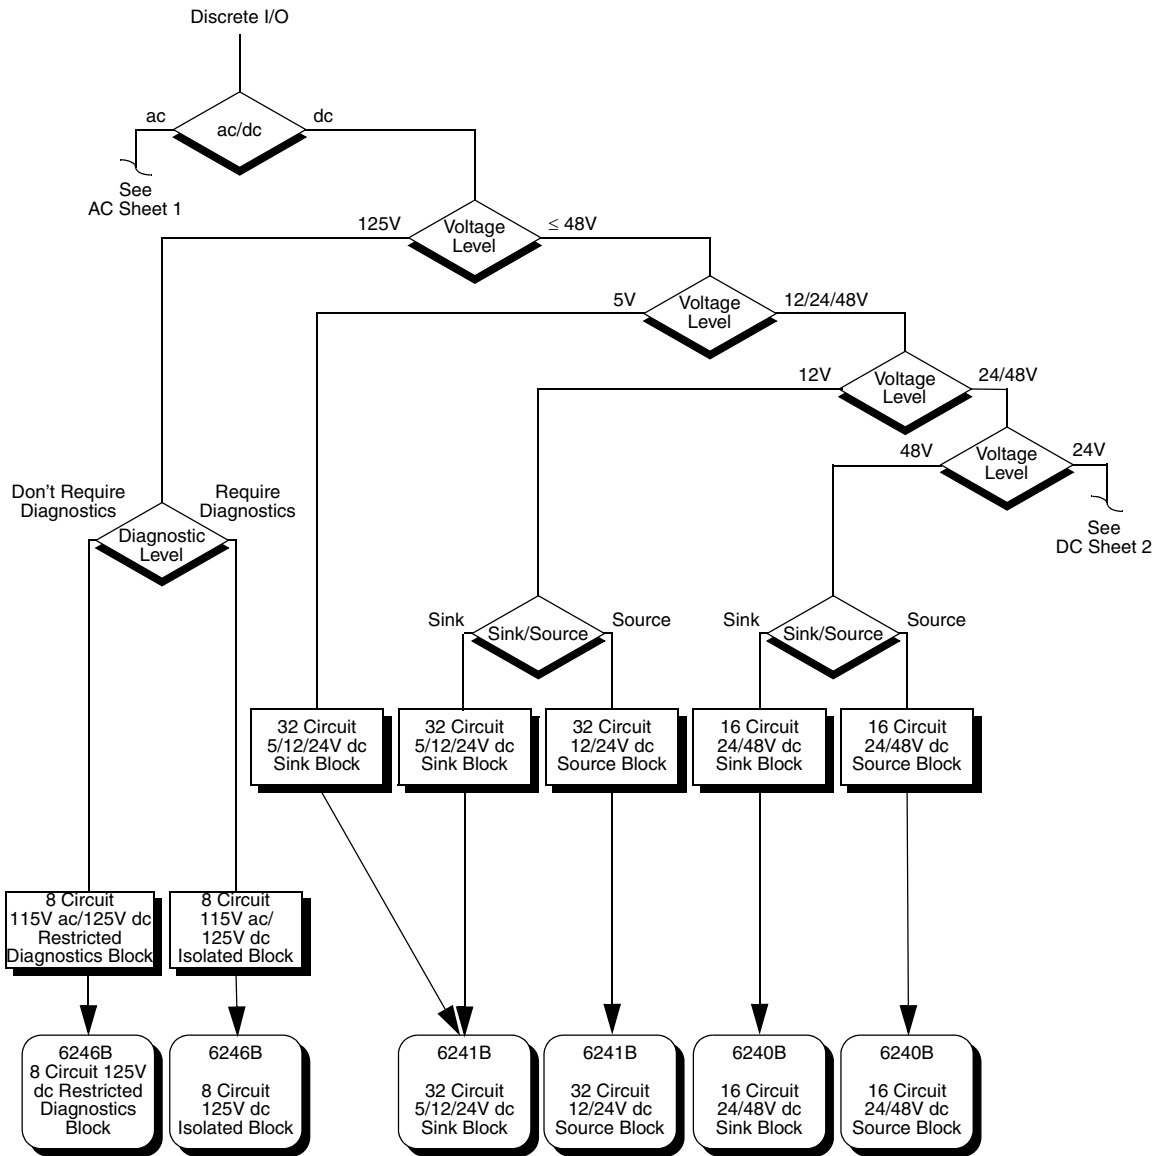 Discrete I/O
ac
ac/dc
dc
See
AC Sheet 1
125V
Voltage
Level
≤ 48V
5V
Voltage
Level
12/24/48V
12V
Voltage
Level
24/48V
48V
Voltage
Level
24V
See
DC Sheet 2
Don't Require
Diagnostics
Require
Diagnostics
Diagnostic
Level
Sink
Sink/Source
Source
Sink
Sink/Source
Source
32 Circuit
5/12/24V dc
Sink Block
32 Circuit
5/12/24V dc
Sink Block
32 Circuit
12/24V dc
Source Block
16 Circuit
24/48V dc
Sink Block
16 Circuit
24/48V dc
Source Block
8 Circuit
115V ac/125V dc
Restricted
Diagnostics Block
8 Circuit
115V ac/
125V dc
Isolated Block
6246B
8 Circuit 125V
dc Restricted
Diagnostics
Block
6246B
8 Circuit
125V dc
Isolated Block
6241B
32 Circuit
5/12/24V dc
Sink Block
6241B
32 Circuit
12/24V dc
Source Block
6240B
16 Circuit
24/48V dc
Sink Block
6240B
16 Circuit
24/48V dc
Source Block